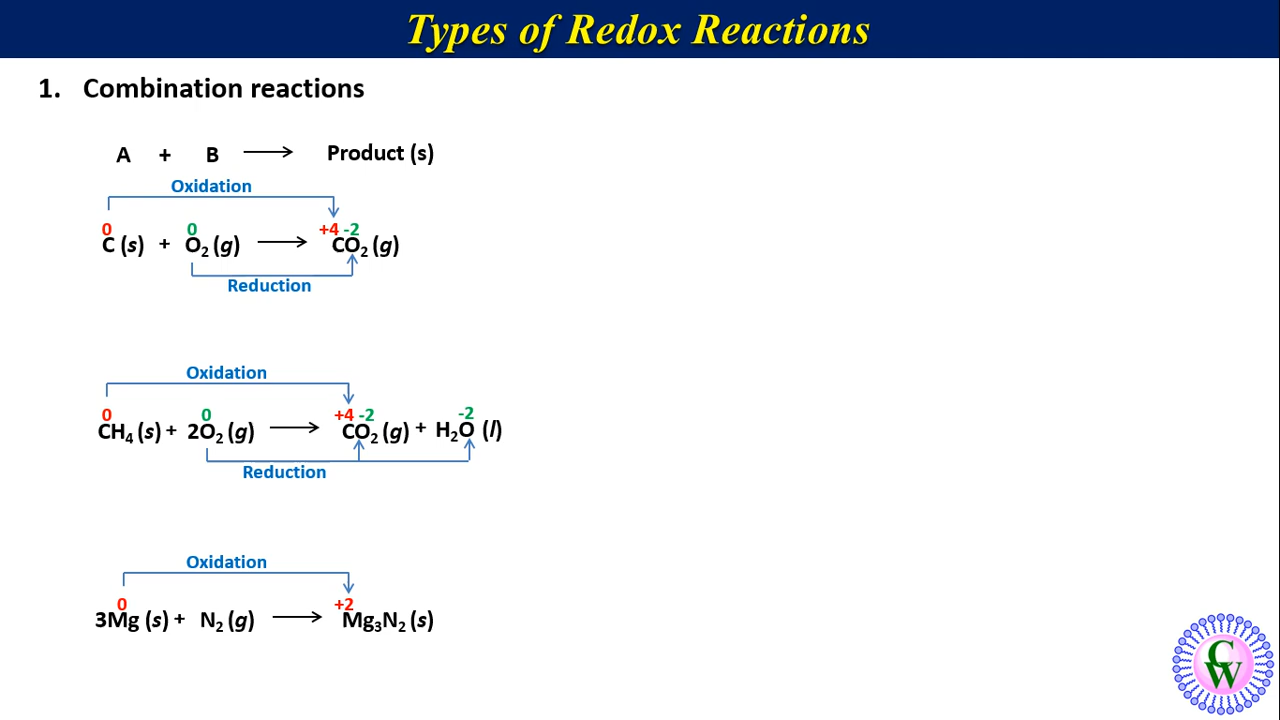 Types of Redox Reactions
1. Combination reactions
A + B ⟶ Product (s)
Oxidation
0 0 +4 -2
C (s) + O₂ (g) ⟶ CO₂ (g)
Reduction
Oxidation
0 0 +4 -2 -2
CH₄ (s) + 2O₂ (g) ⟶ CO₂ (g) + H₂O (l)
Reduction
Oxidation
0 +2
3Mg (s) + N₂ (g) ⟶ Mg₃N₂ (s)
CW